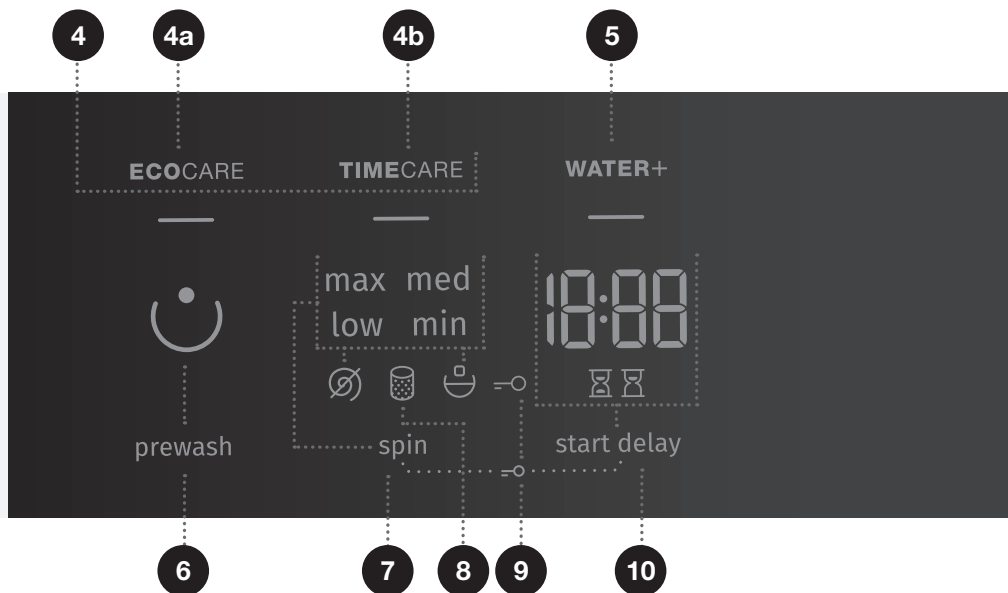 4 4a 4b 5
ECOCARE TIMECARE WATER+
max med
low min
18:88
prewash spin start delay
6 7 8 9 10